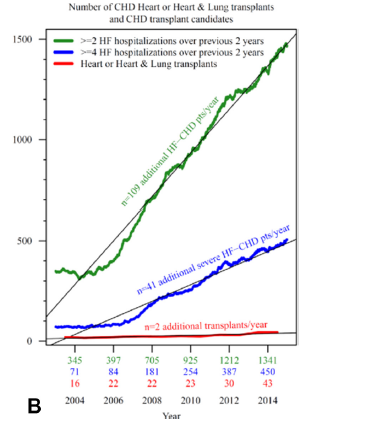 Number of CHD Heart or Heart & Lung transplants
and CHD transplant candidates
1500
>=2 HF hospitalizations over previous 2 years
>=4 HF hospitalizations over previous 2 years
Heart or Heart & Lung transplants
n=109 additional HF−CHD pts/year
1000
500
n=41 additional severe HF−CHD pts/year
n=2 additional transplants/year
0
345 397 705 925 1212 1341
71 84 181 254 387 450
16 22 22 23 30 43
2004 2006 2008 2010 2012 2014
B
Year